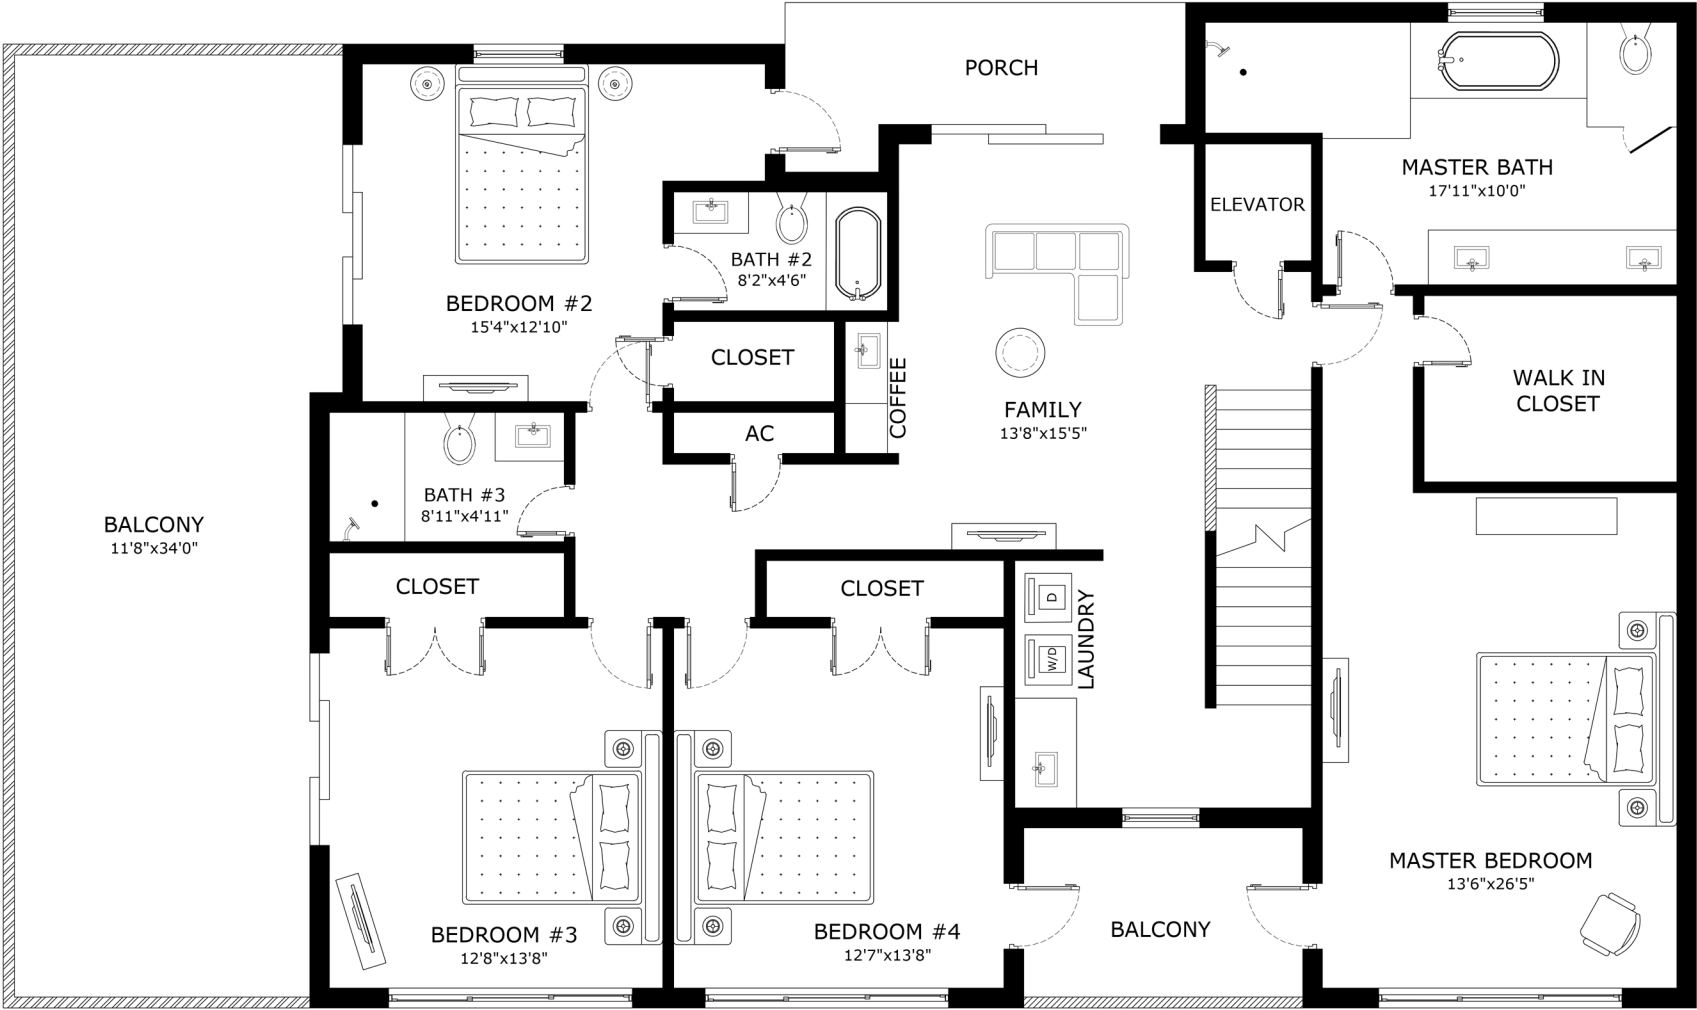 PORCH
MASTER BATH
17'11"x10'0"
ELEVATOR
BATH #2
8'2"x4'6"
BEDROOM #2
15'4"x12'10"
CLOSET
COFFEE
WALK IN
CLOSET
FAMILY
13'8"x15'5"
AC
BATH #3
8'11"x4'11"
BALCONY
11'8"x34'0"
CLOSET
CLOSET
D
W/D
LAUNDRY
MASTER BEDROOM
13'6"x26'5"
BALCONY
BEDROOM #3
12'8"x13'8"
BEDROOM #4
12'7"x13'8"